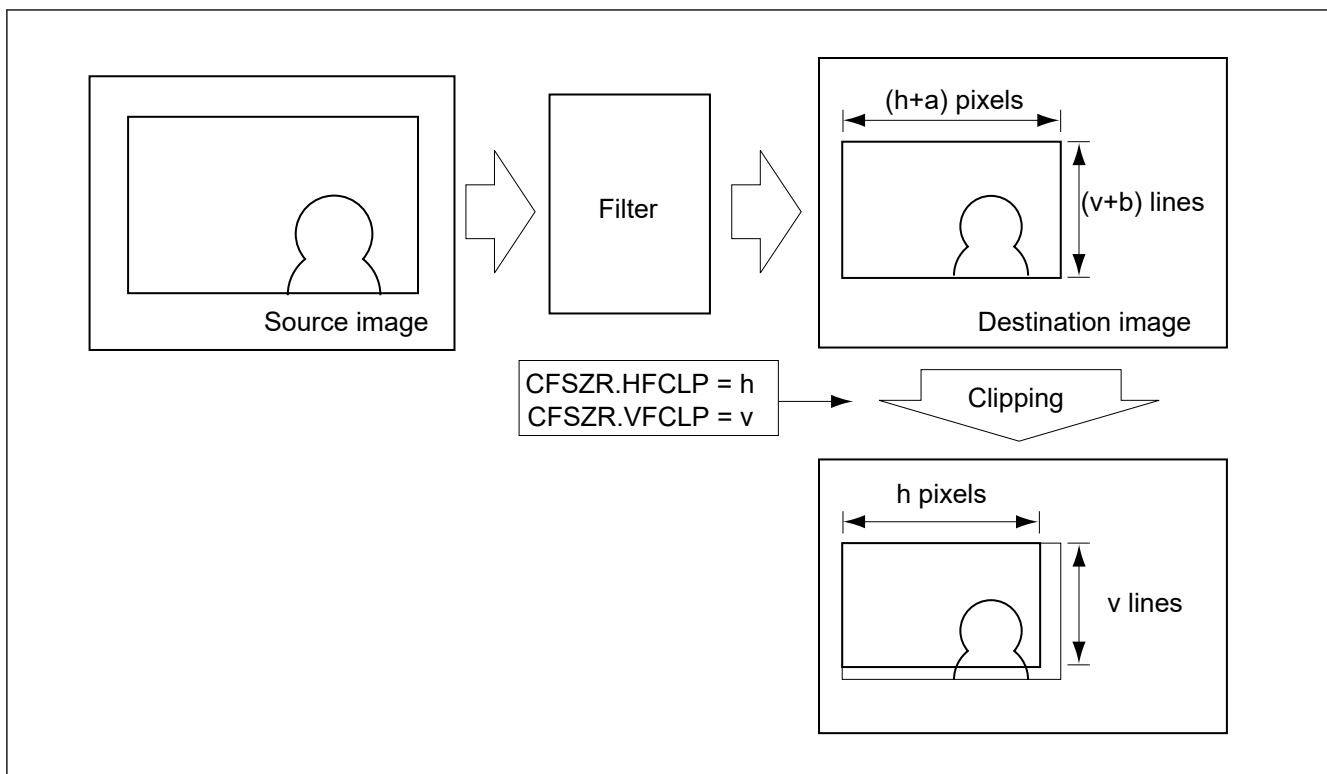 (h+a) pixels
Filter
(v+b) lines
Source image
Destination image
CFSZR.HFCLP = h
CFSZR.VFCLP = v
Clipping
h pixels
v lines